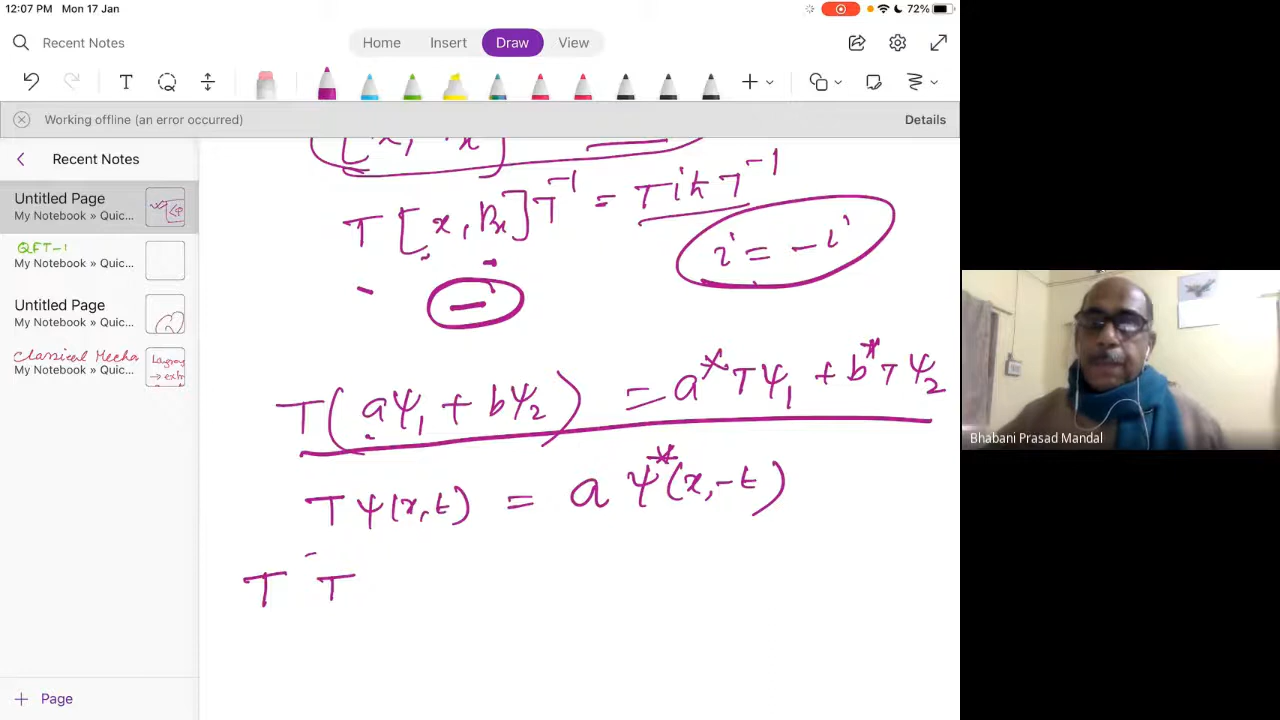 12:07 PM Mon 17 Jan
72%
Recent Notes
Home Insert Draw View
Working offline (an error occurred) Details
Recent Notes
Untitled Page
My Notebook » Quic...
QFT-1
My Notebook » Quic...
Untitled Page
My Notebook » Quic...
Classical Mecha
My Notebook » Quic...
Page
T[x, Px]T⁻¹ = T iħ T⁻¹
i = -i
T(aψ₁ + bψ₂) = a* Tψ₁ + b* Tψ₂
Tψ(x,t) = a ψ*(x,-t)
T T
Bhabani Prasad Mandal